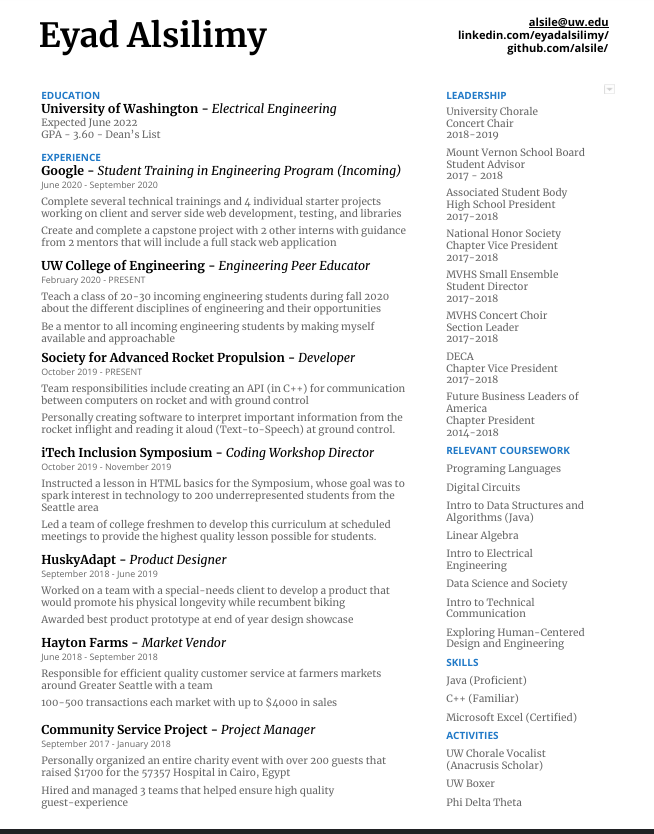 Eyad Alsilimy
alsile@uw.edu
linkedin.com/eyadalsilimy/
github.com/alsile/
EDUCATION
University of Washington - Electrical Engineering
Expected June 2022
GPA - 3.60 - Dean's List
EXPERIENCE
Google - Student Training in Engineering Program (Incoming)
June 2020 - September 2020
Complete several technical trainings and 4 individual starter projects
working on client and server side web development, testing, and libraries
Create and complete a capstone project with 2 other interns with guidance
from 2 mentors that will include a full stack web application
UW College of Engineering - Engineering Peer Educator
February 2020 - PRESENT
Teach a class of 20-30 incoming engineering students during fall 2020
about the different disciplines of engineering and their opportunities
Be a mentor to all incoming engineering students by making myself
available and approachable
Society for Advanced Rocket Propulsion - Developer
October 2019 - PRESENT
Team responsibilities include creating an API (in C++) for communication
between computers on rocket and with ground control
Personally creating software to interpret important information from the
rocket inflight and reading it aloud (Text-to-Speech) at ground control.
iTech Inclusion Symposium - Coding Workshop Director
October 2019 - November 2019
Instructed a lesson in HTML basics for the Symposium, whose goal was to
spark interest in technology to 200 underrepresented students from the
Seattle area
Led a team of college freshmen to develop this curriculum at scheduled
meetings to provide the highest quality lesson possible for students.
HuskyAdapt - Product Designer
September 2018 - June 2019
Worked on a team with a special-needs client to develop a product that
would promote his physical longevity while recumbent biking
Awarded best product prototype at end of year design showcase
Hayton Farms - Market Vendor
June 2018 - September 2018
Responsible for efficient quality customer service at farmers markets
around Greater Seattle with a team
100-500 transactions each market with up to $4000 in sales
Community Service Project - Project Manager
September 2017 - January 2018
Personally organized an entire charity event with over 200 guests that
raised $1700 for the 57357 Hospital in Cairo, Egypt
Hired and managed 3 teams that helped ensure high quality
guest-experience
LEADERSHIP
University Chorale
Concert Chair
2018-2019
Mount Vernon School Board
Student Advisor
2017 - 2018
Associated Student Body
High School President
2017-2018
National Honor Society
Chapter Vice President
2017-2018
MVHS Small Ensemble
Student Director
2017-2018
MVHS Concert Choir
Section Leader
2017-2018
DECA
Chapter Vice President
2017-2018
Future Business Leaders of
America
Chapter President
2014-2018
RELEVANT COURSEWORK
Programing Languages
Digital Circuits
Intro to Data Structures and
Algorithms (Java)
Linear Algebra
Intro to Electrical
Engineering
Data Science and Society
Intro to Technical
Communication
Exploring Human-Centered
Design and Engineering
SKILLS
Java (Proficient)
C++ (Familiar)
Microsoft Excel (Certified)
ACTIVITIES
UW Chorale Vocalist
(Anacrusis Scholar)
UW Boxer
Phi Delta Theta